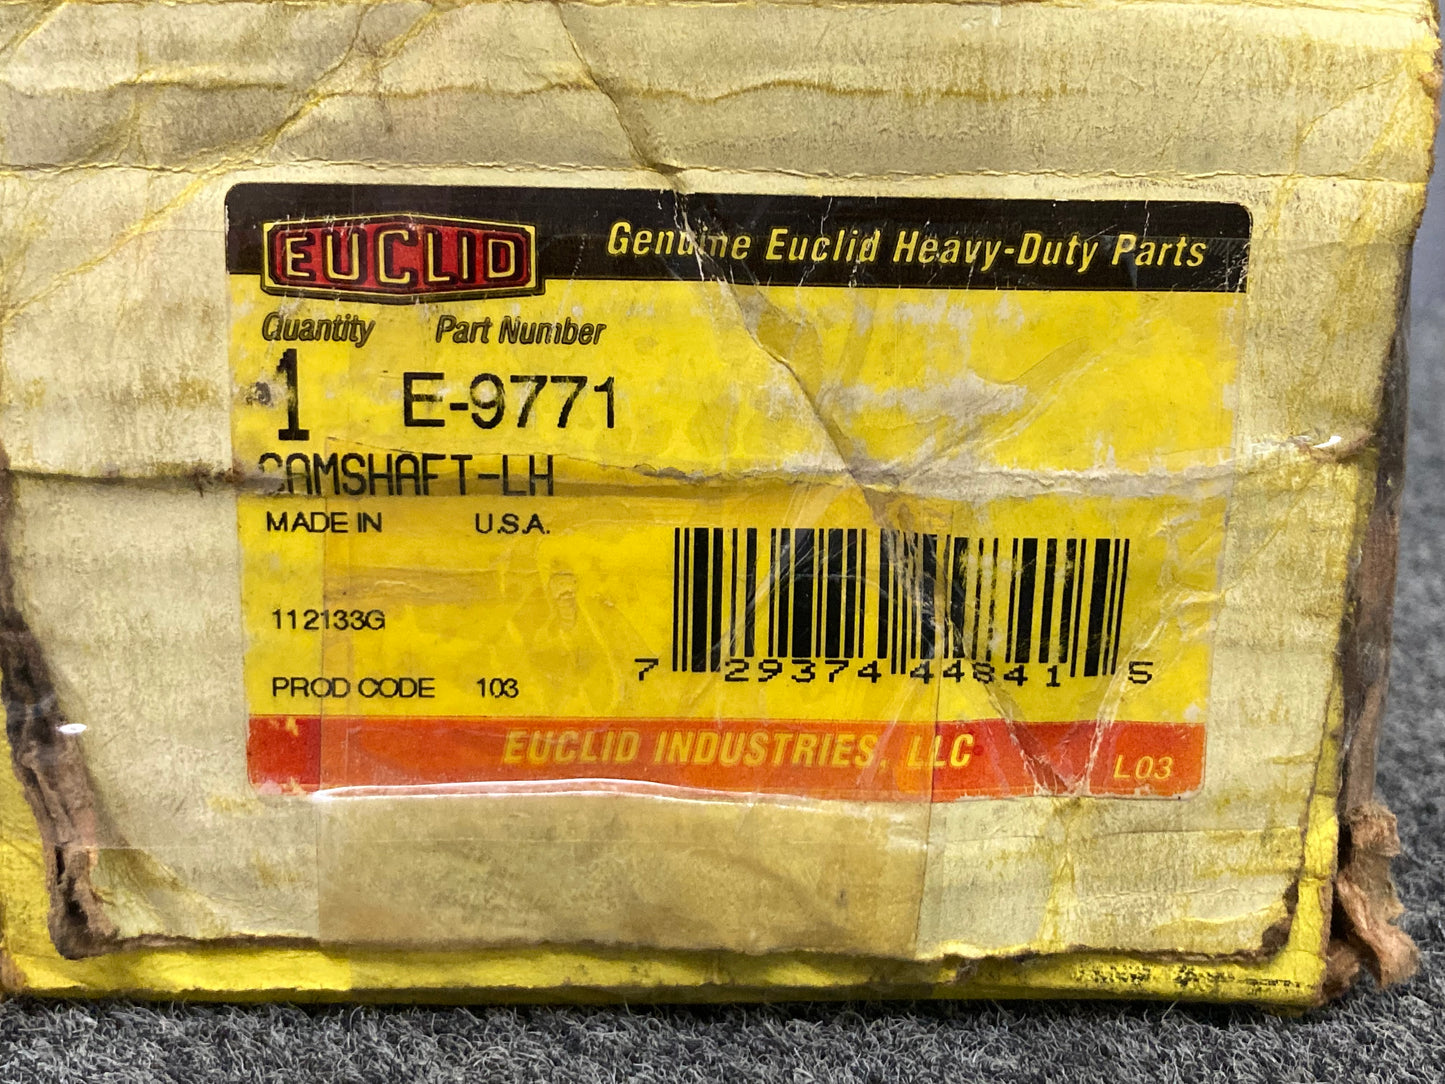 EUCLID
Genuine Euclid Heavy-Duty Parts
Quantity Part Number
1 E-9771
CAMSHAFT-LH
MADE IN U.S.A.
112133G
7 29374 44841 5
PROD CODE 103
EUCLID INDUSTRIES, LLC
L03